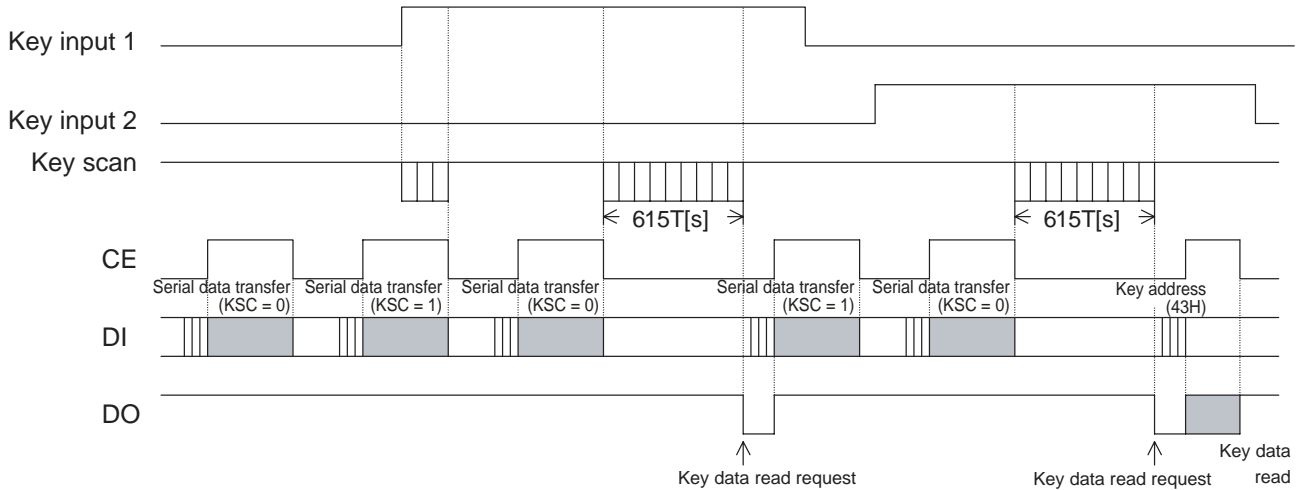 Key input 1
Key input 2
Key scan
615T[s]
615T[s]
CE
Serial data transfer
(KSC = 0)
Serial data transfer
(KSC = 1)
Serial data transfer
(KSC = 0)
Serial data transfer
(KSC = 1)
Serial data transfer
(KSC = 0)
Key address
(43H)
DI
DO
Key data read request
Key data read request
Key data
read